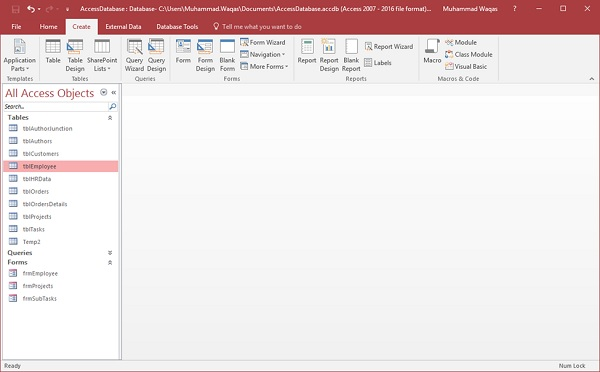 AccessDatabase : Database- C:\Users\Muhammad.Waqas\Documents\AccessDatabase.accdb (Access 2007 - 2016 file format)... Muhammad Waqas ?
File Home Create External Data Database Tools Tell me what you want to do
Application Parts Table Table Design SharePoint Lists Query Wizard Query Design Form Form Design Blank Form Form Wizard Navigation More Forms Report Report Design Blank Report Report Wizard Labels Macro Module Class Module Visual Basic
Templates Tables Queries Forms Reports Macros & Code
All Access Objects
Search...
Tables
tblAuthorJunction
tblAuthors
tblCustomers
tblEmployee
tblHRData
tblOrders
tblOrdersDetails
tblProjects
tblTasks
Temp2
Queries
Forms
frmEmployee
frmProjects
frmSubTasks
Ready Num Lock